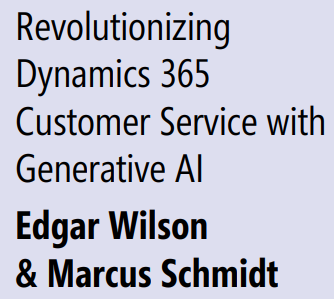 Revolutionizing
Dynamics 365
Customer Service with
Generative AI
Edgar Wilson
& Marcus Schmidt